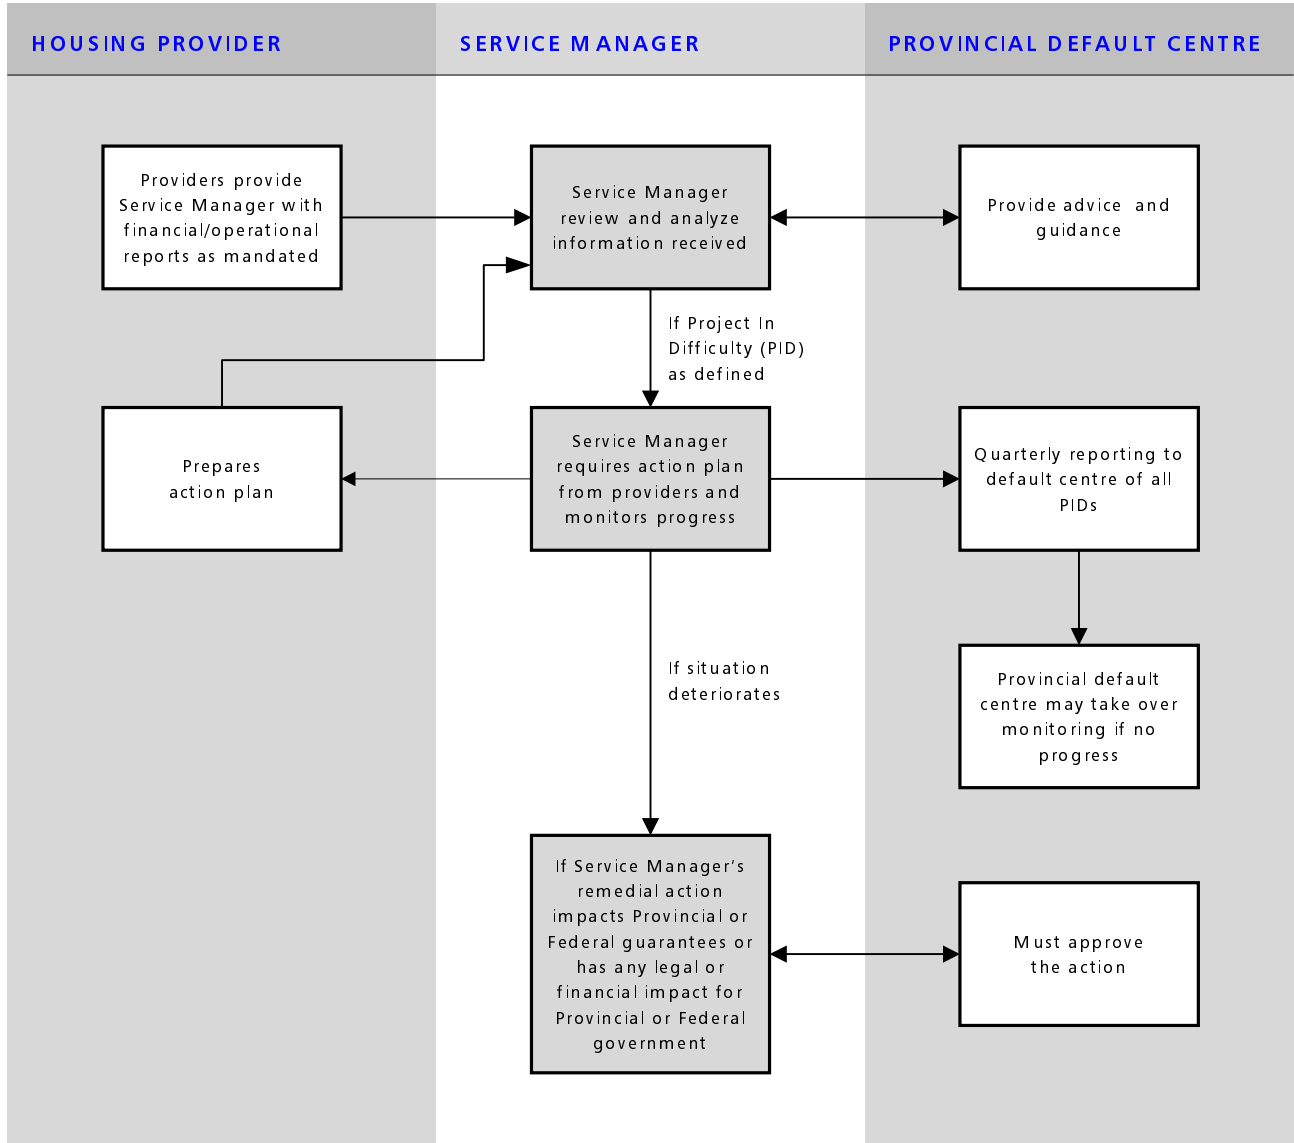 HOUSING PROVIDER
SERVICE MANAGER
PROVINCIAL DEFAULT CENTRE
Providers provide
Service Manager with
financial/operational
reports as mandated
Service Manager
review and analyze
information received
Provide advice and
guidance
If Project In
Difficulty (PID)
as defined
Prepares
action plan
Service Manager
requires action plan
from providers and
monitors progress
Quarterly reporting to
default centre of all
PIDs
If situation
deteriorates
Provincial default
centre may take over
monitoring if no
progress
If Service Manager’s
remedial action
impacts Provincial or
Federal guarantees or
has any legal or
financial impact for
Provincial or Federal
government
Must approve
the action